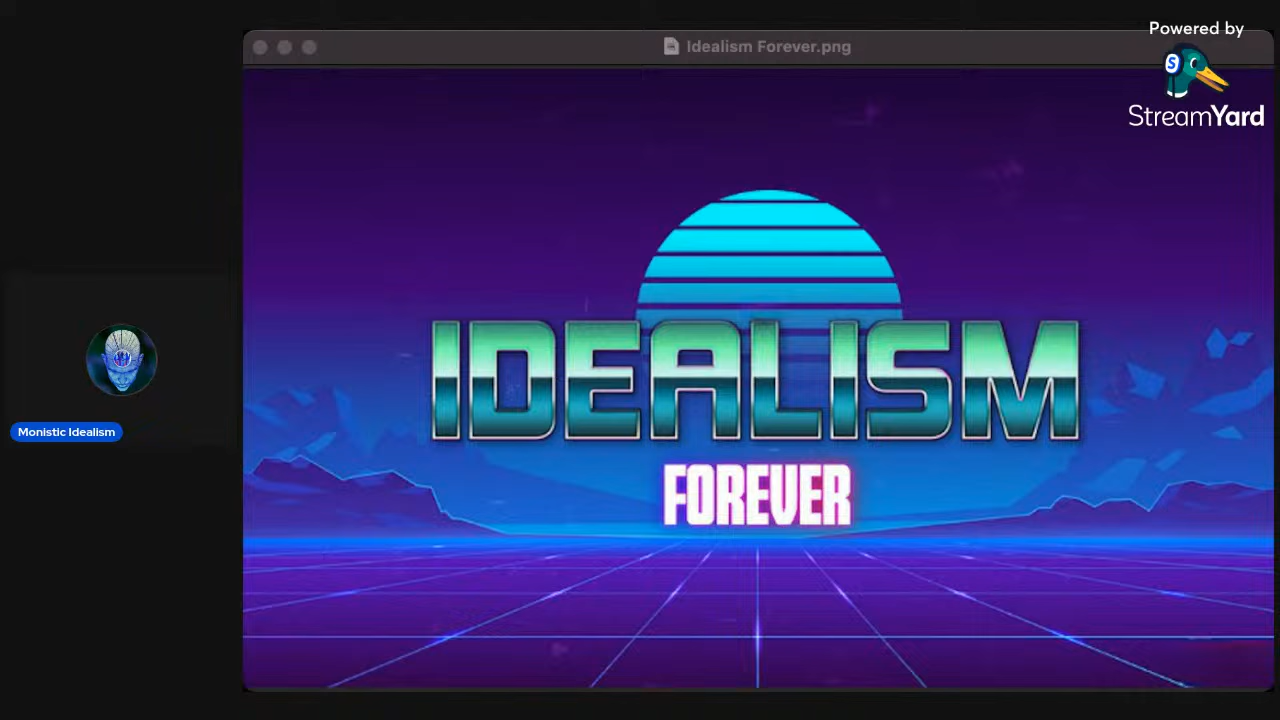 Idealism Forever.png
Powered by
StreamYard
IDEALISM
FOREVER
Monistic Idealism